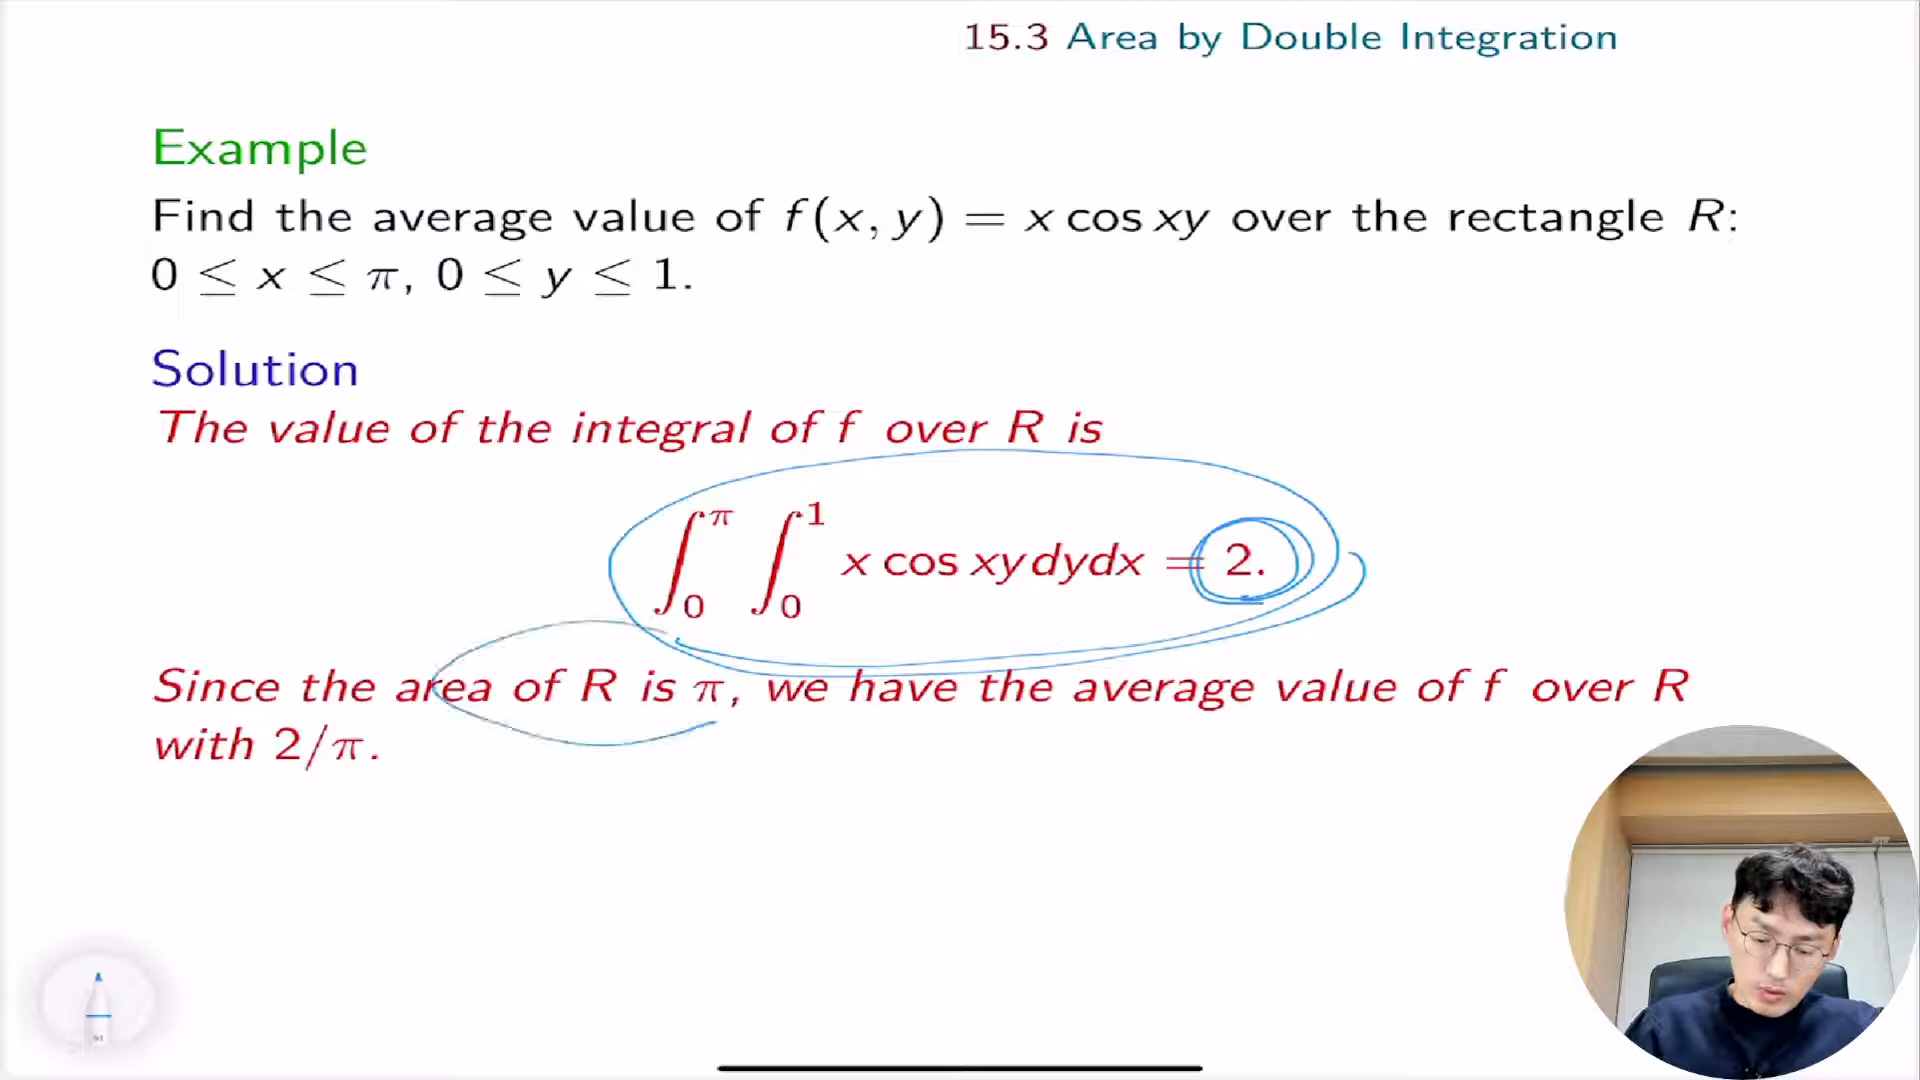 15.3 Area by Double Integration
Example
Find the average value of f(x, y) = x cos xy over the rectangle R:
0 ≤ x ≤ π, 0 ≤ y ≤ 1.
Solution
The value of the integral of f over R is
∫₀^π ∫₀^1 x cos xy dydx = 2.
Since the area of R is π, we have the average value of f over R
with 2/π.